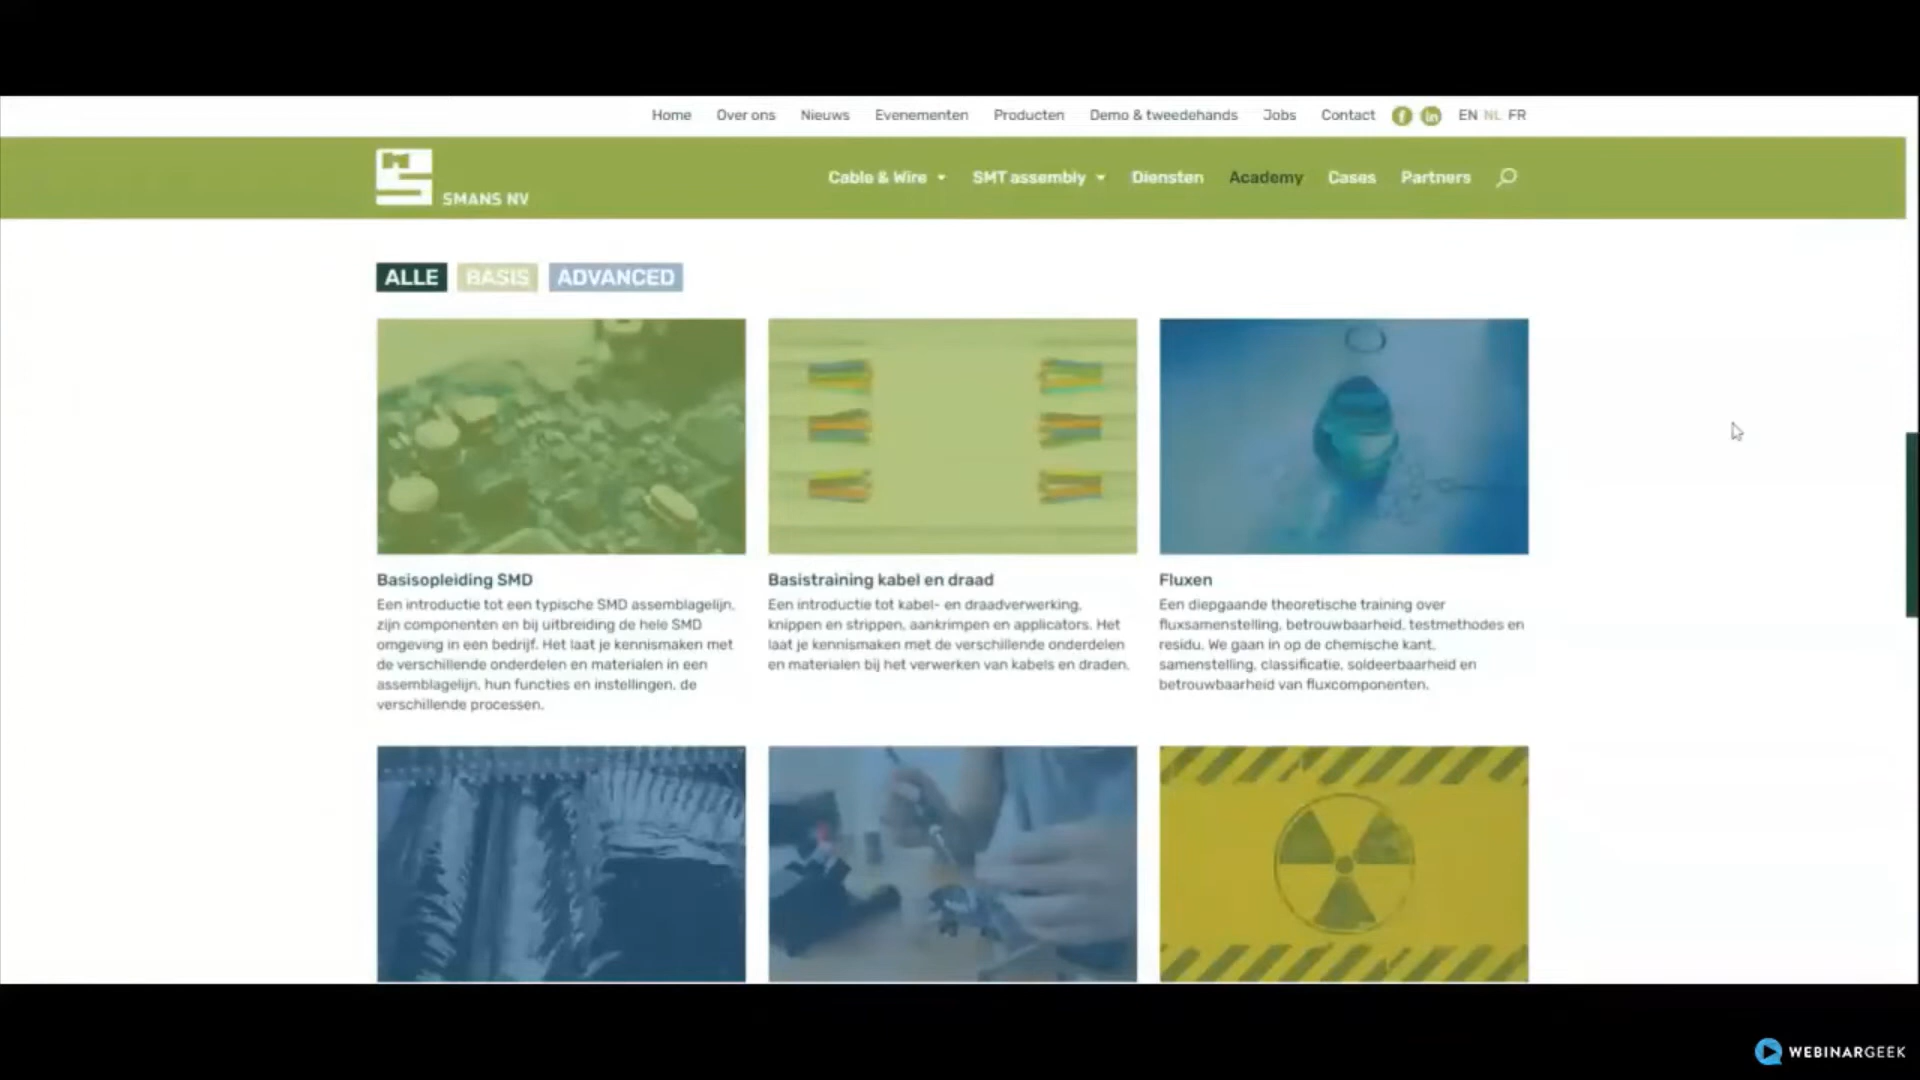 Home Over ons Nieuws Evenementen Producten Demo & tweedehands Jobs Contact EN NL FR
SMANS NV
Cable & Wire SMT assembly Diensten Academy Cases Partners
ALLE BASIS ADVANCED
Basisopleiding SMD
Een introductie tot een typische SMD assemblagelijn,
zijn componenten en bij uitbreiding de hele SMD
omgeving in een bedrijf. Het laat je kennismaken met
de verschillende onderdelen en materialen in een
assemblagelijn, hun functies en instellingen, de
verschillende processen.
Basistraining kabel en draad
Een introductie tot kabel- en draadverwerking,
knippen en strippen, aankrimpen en applicators. Het
laat je kennismaken met de verschillende onderdelen
en materialen bij het verwerken van kabels en draden.
Fluxen
Een diepgaande theoretische training over
fluxsamenstelling, betrouwbaarheid, testmethodes en
residu. We gaan in op de chemische kant,
samenstelling, classificatie, soldeerbaarheid en
betrouwbaarheid van fluxcomponenten.
WEBINARGEEK